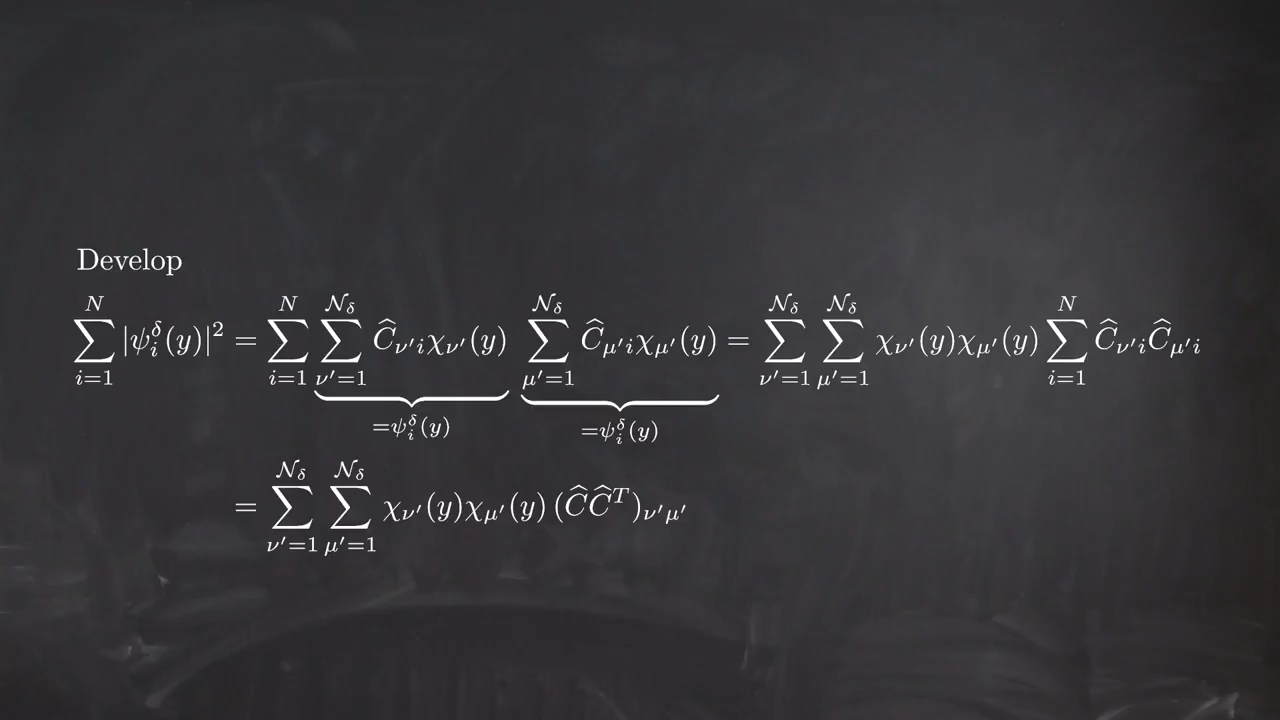 Develop
$\sum_{i=1}^{N} |\psi_i^\delta(y)|^2 = \sum_{i=1}^{N} \underbrace{\sum_{\nu'=1}^{\mathcal{N}_\delta} \widehat{C}_{\nu' i} \chi_{\nu'}(y)}_{=\psi_i^\delta(y)} \underbrace{\sum_{\mu'=1}^{\mathcal{N}_\delta} \widehat{C}_{\mu' i} \chi_{\mu'}(y)}_{=\psi_i^\delta(y)} = \sum_{\nu'=1}^{\mathcal{N}_\delta} \sum_{\mu'=1}^{\mathcal{N}_\delta} \chi_{\nu'}(y) \chi_{\mu'}(y) \sum_{i=1}^{N} \widehat{C}_{\nu' i} \widehat{C}_{\mu' i}$
$= \sum_{\nu'=1}^{\mathcal{N}_\delta} \sum_{\mu'=1}^{\mathcal{N}_\delta} \chi_{\nu'}(y) \chi_{\mu'}(y) \, (\widehat{C}\widehat{C}^T)_{\nu'\mu'}$